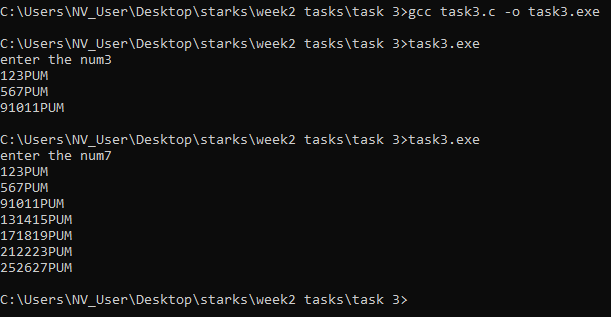 C:\Users\NV_User\Desktop\starks\week2 tasks\task 3>gcc task3.c -o task3.exe
C:\Users\NV_User\Desktop\starks\week2 tasks\task 3>task3.exe
enter the num3
123PUM
567PUM
91011PUM
C:\Users\NV_User\Desktop\starks\week2 tasks\task 3>task3.exe
enter the num7
123PUM
567PUM
91011PUM
131415PUM
171819PUM
212223PUM
252627PUM
C:\Users\NV_User\Desktop\starks\week2 tasks\task 3>